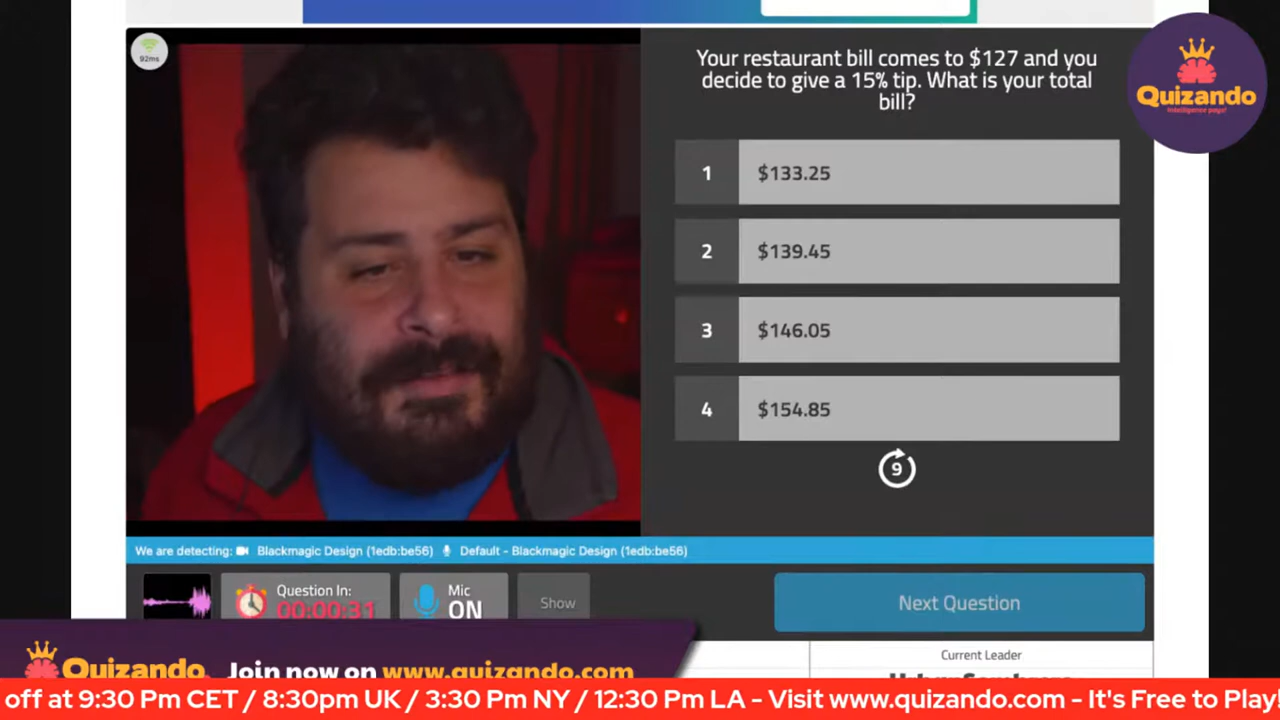 92ms
Your restaurant bill comes to $127 and you
decide to give a 15% tip. What is your total
bill?
Quizando
Intelligence pays!
1 $133.25
2 $139.45
3 $146.05
4 $154.85
9
We are detecting: Blackmagic Design (1edb:be56) Default - Blackmagic Design (1edb:be56)
Question In:
00:00:31
Mic
ON
Show
Next Question
Current Leader
Quizando Join now on www.quizando.com
off at 9:30 Pm CET / 8:30pm UK / 3:30 Pm NY / 12:30 Pm LA - Visit www.quizando.com - It's Free to Play!